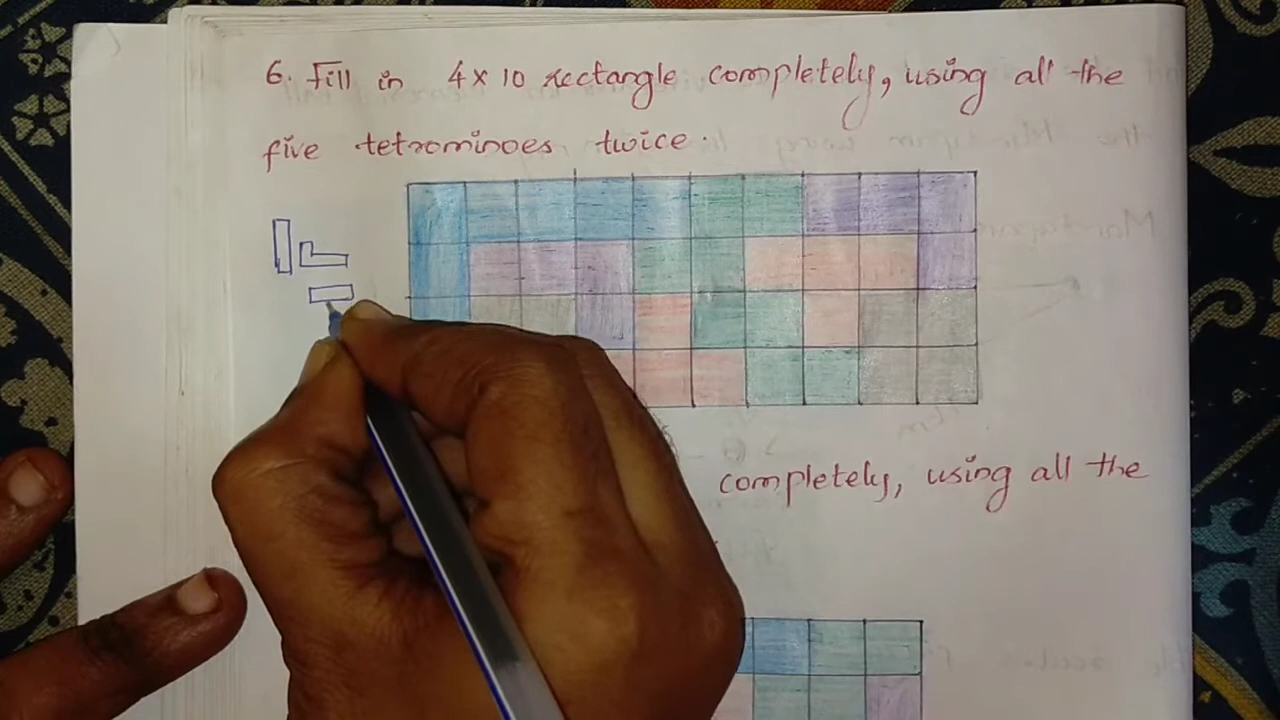 6. Fill in 4 × 10 rectangle completely, using all the
five tetrominoes twice.
completely, using all the